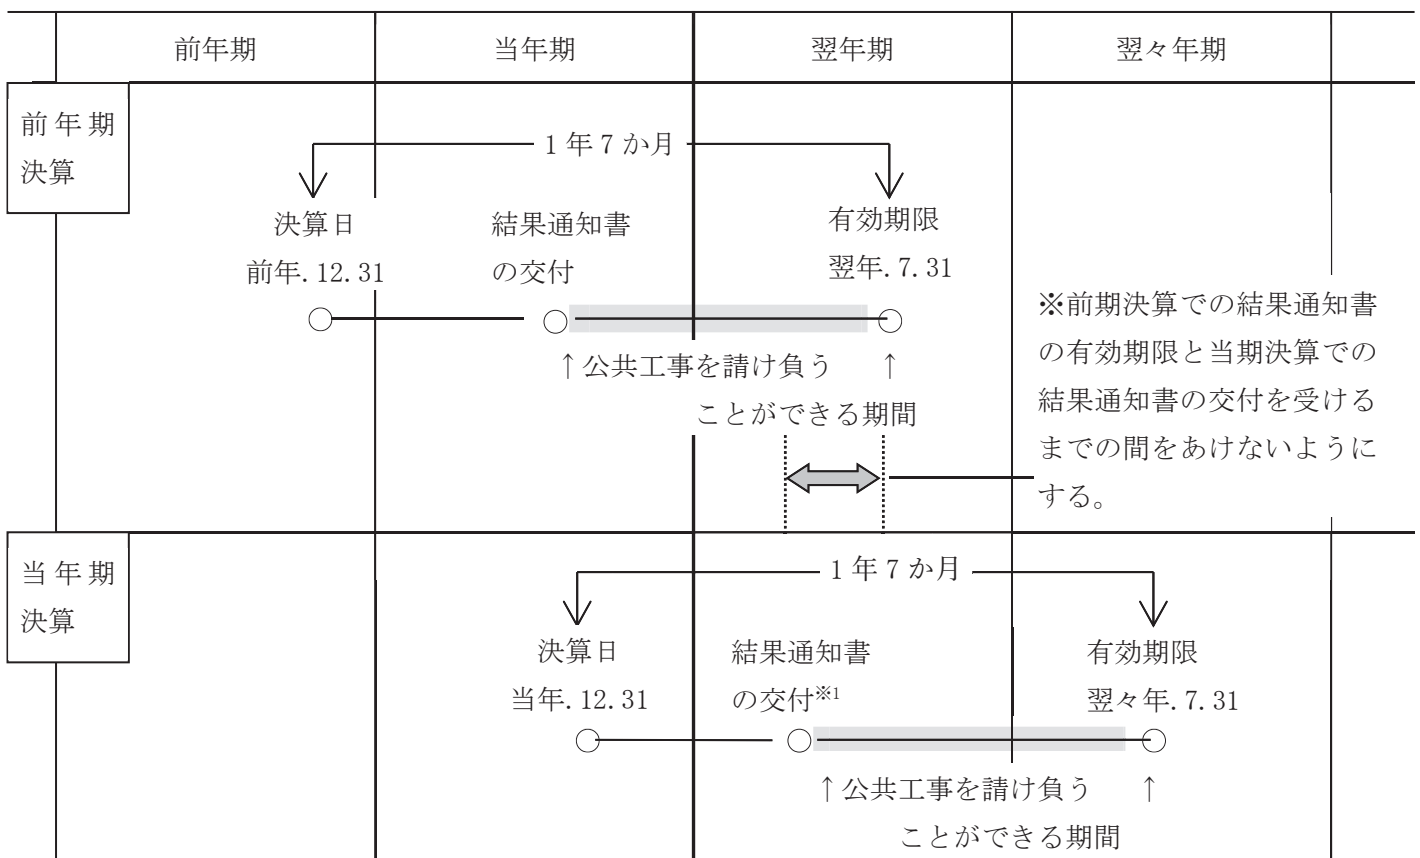 前年期
当年期
翌年期
翌々年期
前年期
決算
1年7か月
決算日
前年.12.31
結果通知書
の交付
有効期限
翌年.7.31
↑公共工事を請け負う ↑
ことができる期間
※前期決算での結果通知書
の有効期限と当期決算での
結果通知書の交付を受ける
までの間をあけないように
する。
当年期
決算
1年7か月
決算日
当年.12.31
結果通知書
の交付※1
有効期限
翌々年.7.31
↑公共工事を請け負う ↑
ことができる期間